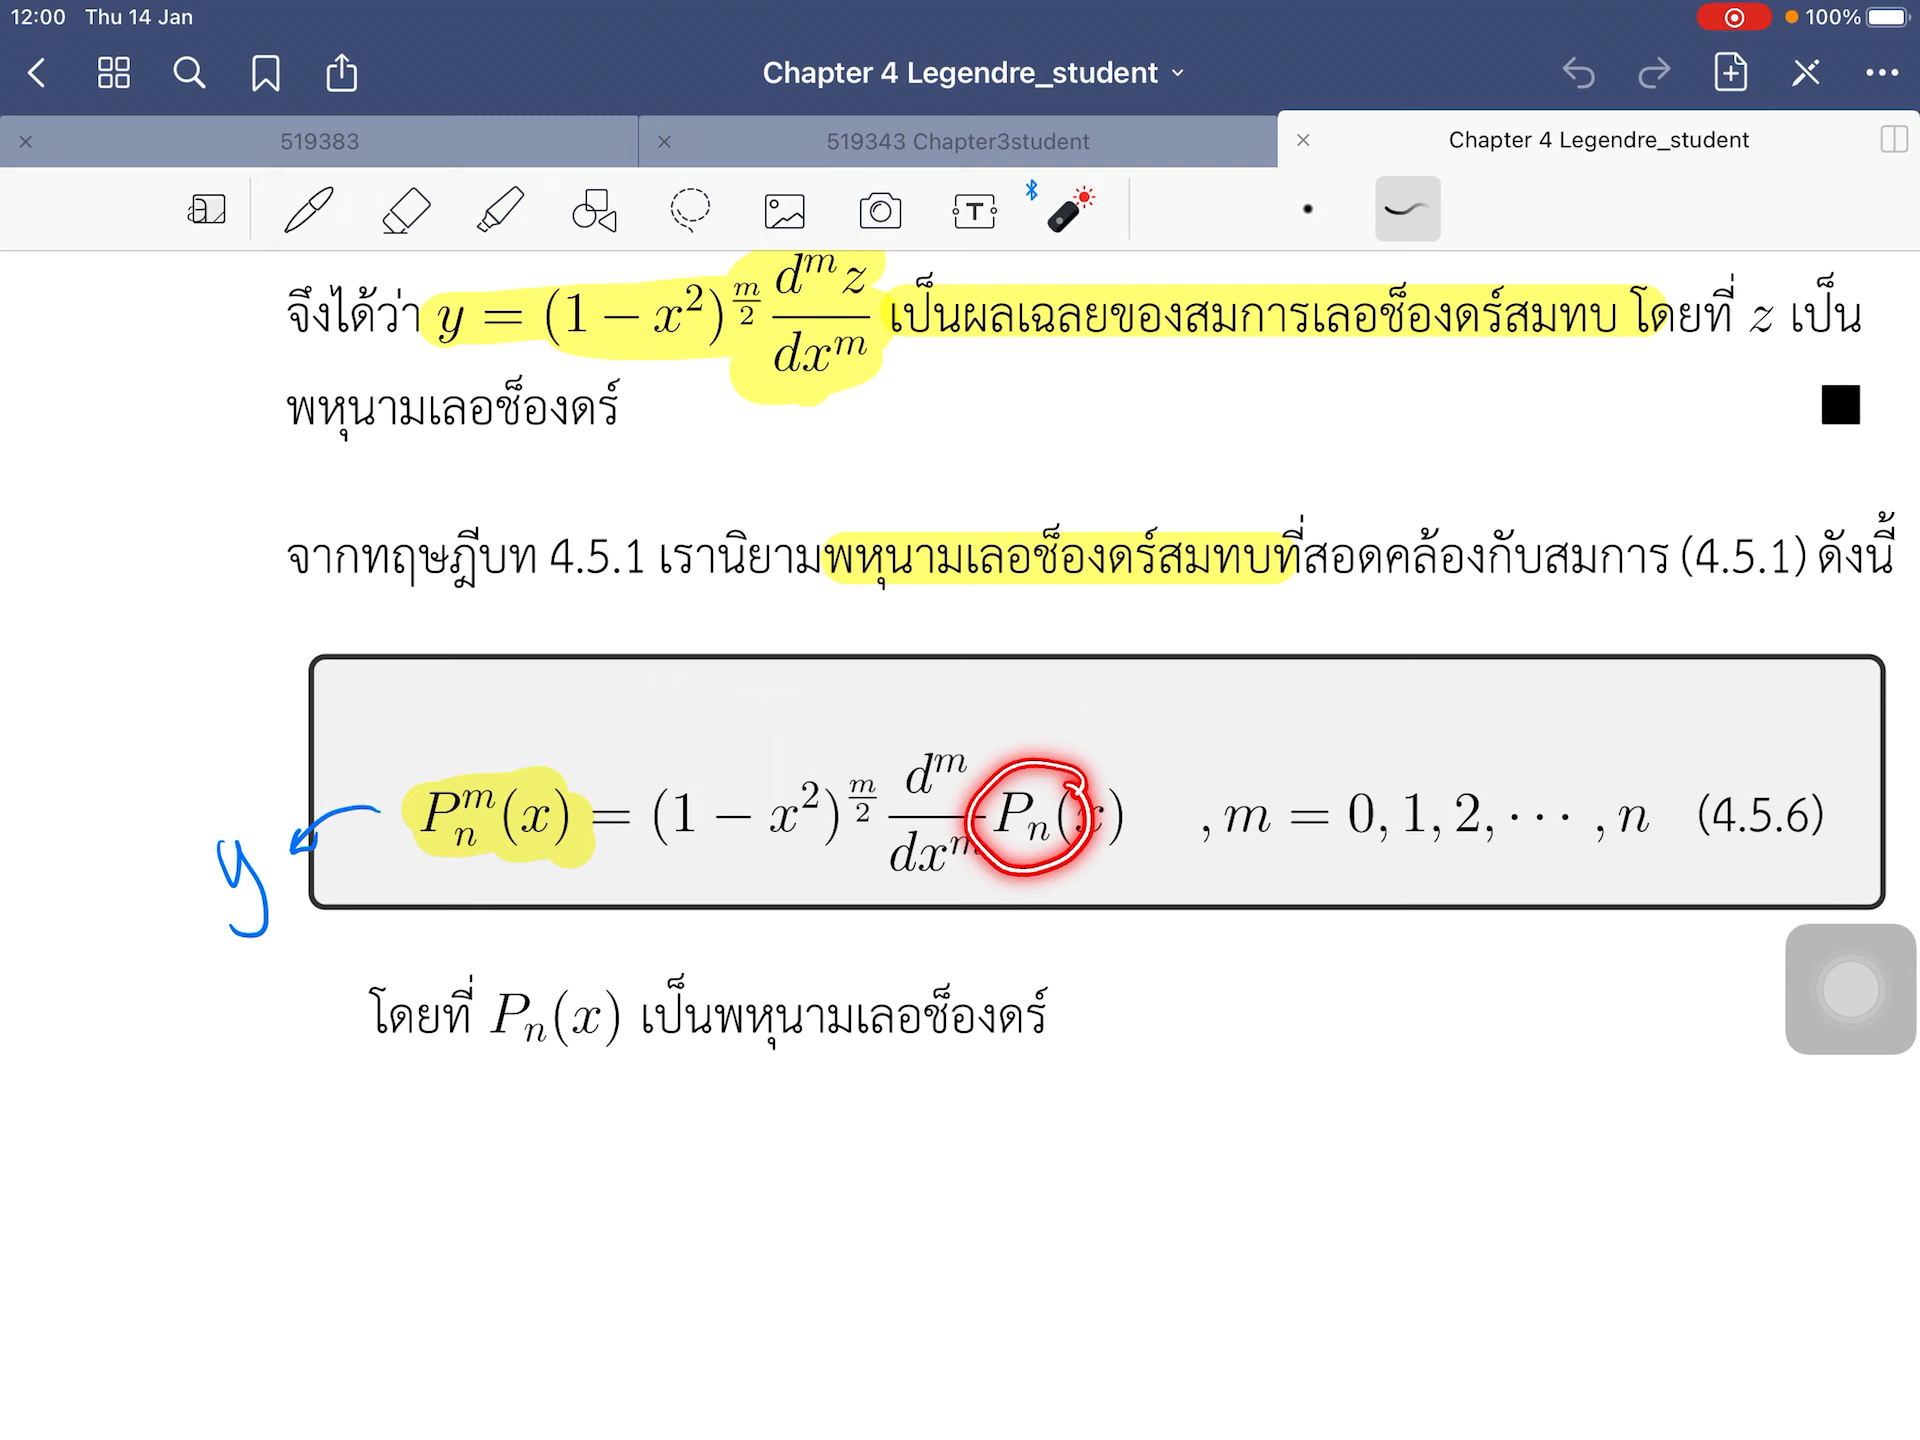 12:00 Thu 14 Jan 100%
Chapter 4 Legendre_student
519383 519343 Chapter3student Chapter 4 Legendre_student
จึงได้ว่า y = (1 − x²)^{m/2} d^m z / dx^m เป็นผลเฉลยของสมการเลอช็องดร์สมทบ โดยที่ z เป็น
พหุนามเลอช็องดร์
จากทฤษฎีบท 4.5.1 เรานิยามพหุนามเลอช็องดร์สมทบที่สอดคล้องกับสมการ (4.5.1) ดังนี้
P_n^m(x) = (1 − x²)^{m/2} d^m / dx^m P_n(x) , m = 0, 1, 2, ⋯ , n (4.5.6)
y
โดยที่ P_n(x) เป็นพหุนามเลอช็องดร์